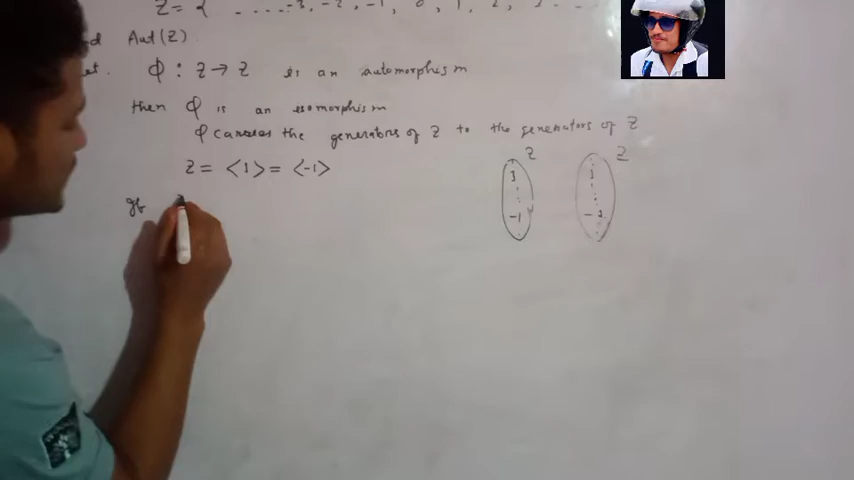 Z = { .....-3, -2, -1, 0, 1, 2, 3 ...
Aut(Z).
Φ : Z → Z is an automorphism
then Φ is an isomorphism
φ carries the generators of Z to the generators of Z
Z = <1> = <-1>
Z Z
1 1
-1 -1
If